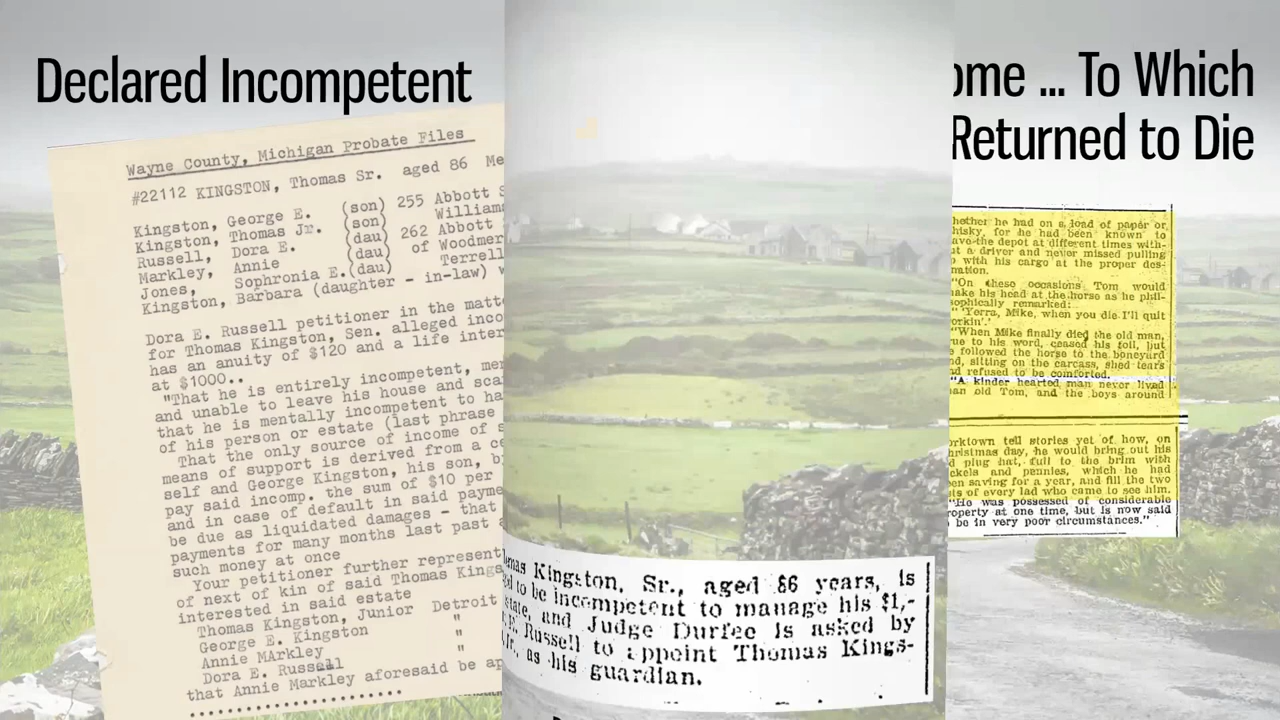 Declared Incompetent
Wayne County, Michigan Probate Files
#22112 KINGSTON, Thomas Sr. aged 86 Me
Kingston, George E. (son) 255 Abbott S
Kingston, Thomas Jr. (son) Williams
Russell, Dora E. (dau) 262 Abbott
Markley, Annie (dau) of Woodmer
Jones, Sophronia E.(dau) Terrell
Kingston, Barbara (daughter - in-law) w
Dora E. Russell petitioner in the matte
for Thomas Kingston, Sen. alleged inco
has an anuity of $120 and a life inter
at $1000..
"That he is entirely incompetent, men
and unable to leave his house and sca
that he is mentally incompetent to ha
of his person or estate (last phrase
That the only source of income of s
means of support is derived from a ce
self and George Kingston, his son, b
pay said incomp. the sum of $10 per
and in case of default in said payme
be due as liquidated damages - that
payments for many months last past a
such money at once
Your petitioner further represent
of next of kin of said Thomas Kings
interested in said estate
Thomas Kingston, Junior Detroit
George E. Kingston "
Annie MArkley "
Dora E. Russell "
that Annie Markley aforesaid be ap
mas Kingston, Sr., aged 86 years, is
ed to be incompetent to manage his $1,-
state, and Judge Durfee is asked by
E. Russell to appoint Thomas Kings-
Jr., as his guardian.
ome ... To Which
Returned to Die
hether he had on a load of paper or
hisky, for he had been known to
ave the depot at different times with-
ut a driver and never missed pulling
p with his cargo at the proper des-
nation.
"On these occasions Tom would
hake his head at the horse as he phil-
sophically remarked:
"'Yerra, Mike, when you die I'll quit
orkin'.'
"When Mike finally died the old man,
rue to his word, ceased his toil, but
e followed the horse to the boneyard
nd, sitting on the carcass, shed tears
nd refused to be comforted.
"A kinder hearted man never lived
an old Tom, and the boys around
orktown tell stories yet of how, on
hristmas day, he would bring out his
d plug hat, full to the brim with
ckels and pennies, which he had
en saving for a year, and fill the two
ts of every lad who came to see him.
"He was possessed of considerable
roperty at one time, but is now said
be in very poor circumstances."